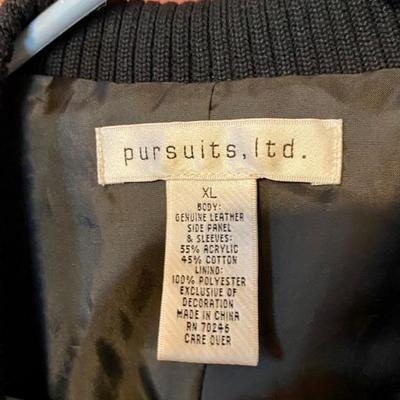 pursuits, ltd.
XL
BODY:
GENUINE LEATHER
SIDE PANEL
& SLEEVES:
55% ACRYLIC
45% COTTON
LINING:
100% POLYESTER
EXCLUSIVE OF
DECORATION
MADE IN CHINA
RN 70246
CARE OVER